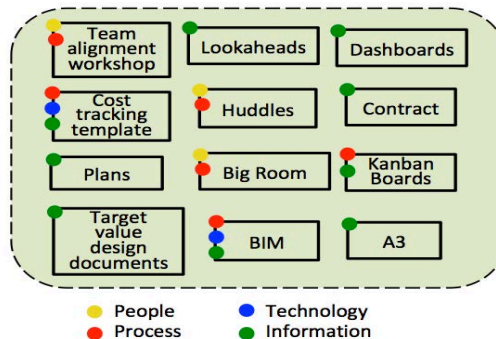 Team
alignment
workshop
Lookaheads
Dashboards
Cost
tracking
template
Huddles
Contract
Plans
Big Room
Kanban
Boards
Target
value
design
documents
BIM
A3
People
Technology
Process
Information